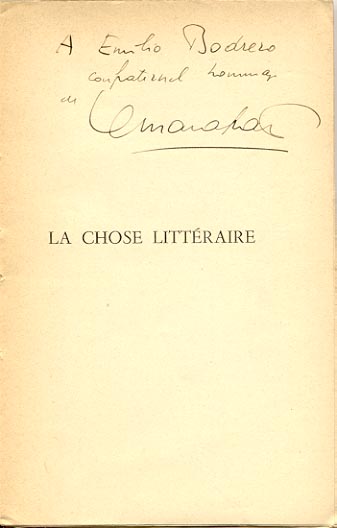 A Emilio Bodrero
confraternel hommage
de
LA CHOSE LITTÉRAIRE